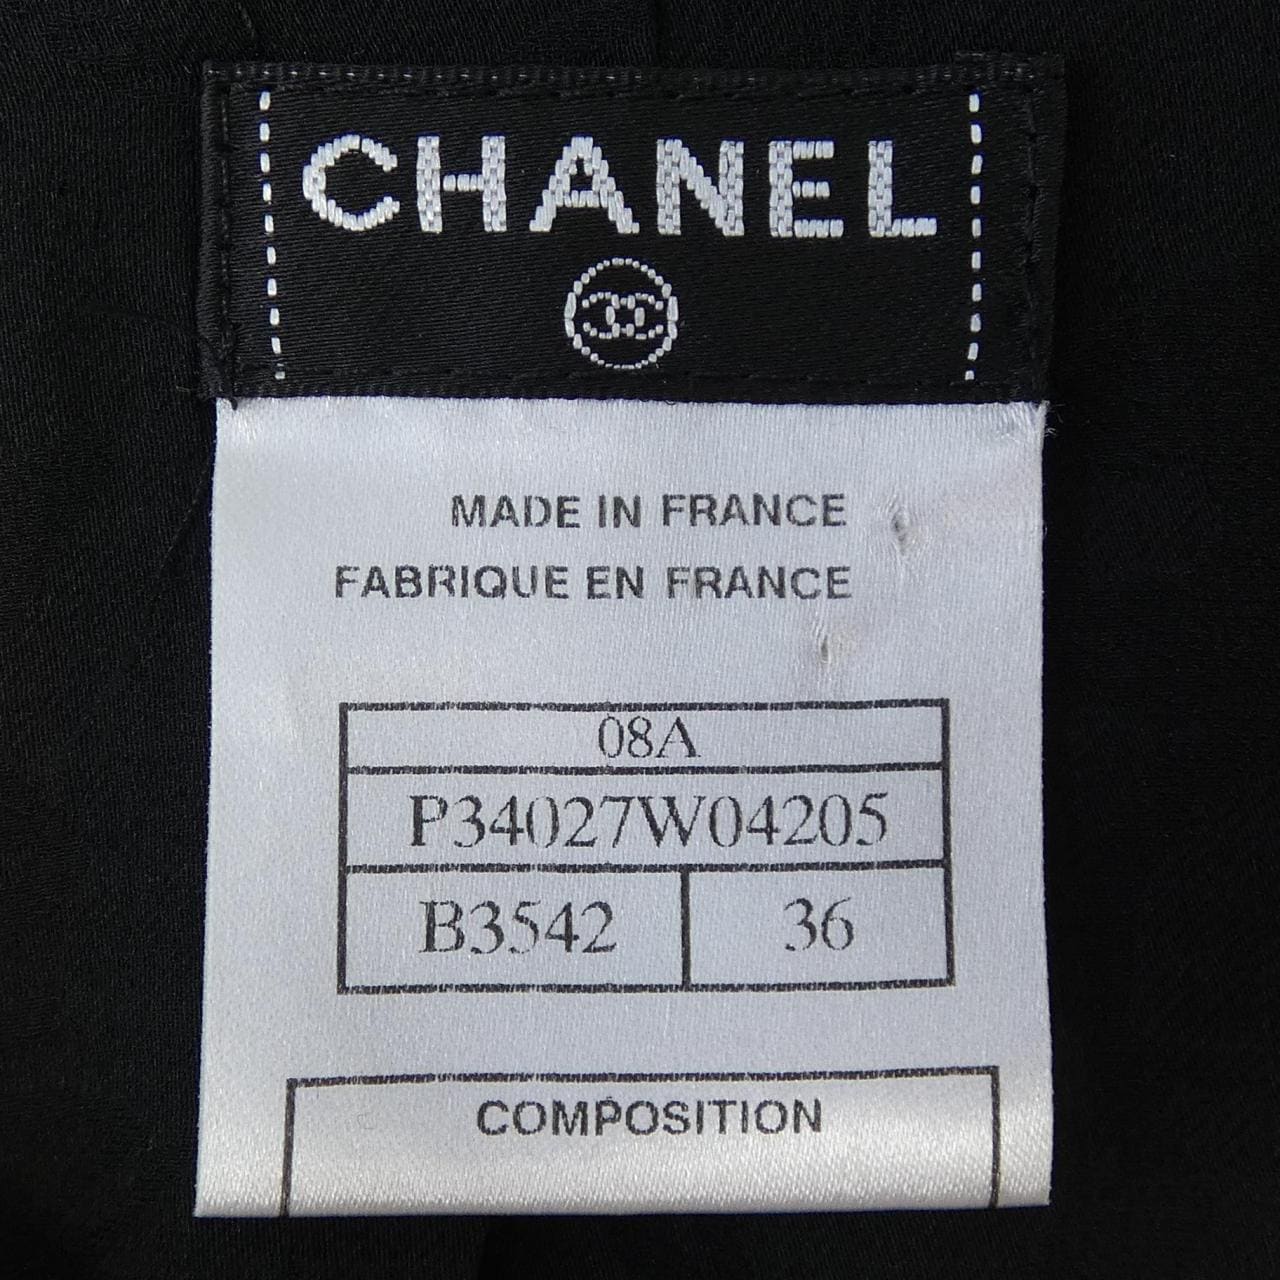 CHANEL
MADE IN FRANCE
FABRIQUE EN FRANCE
08A
P34027W04205
B3542 36
COMPOSITION